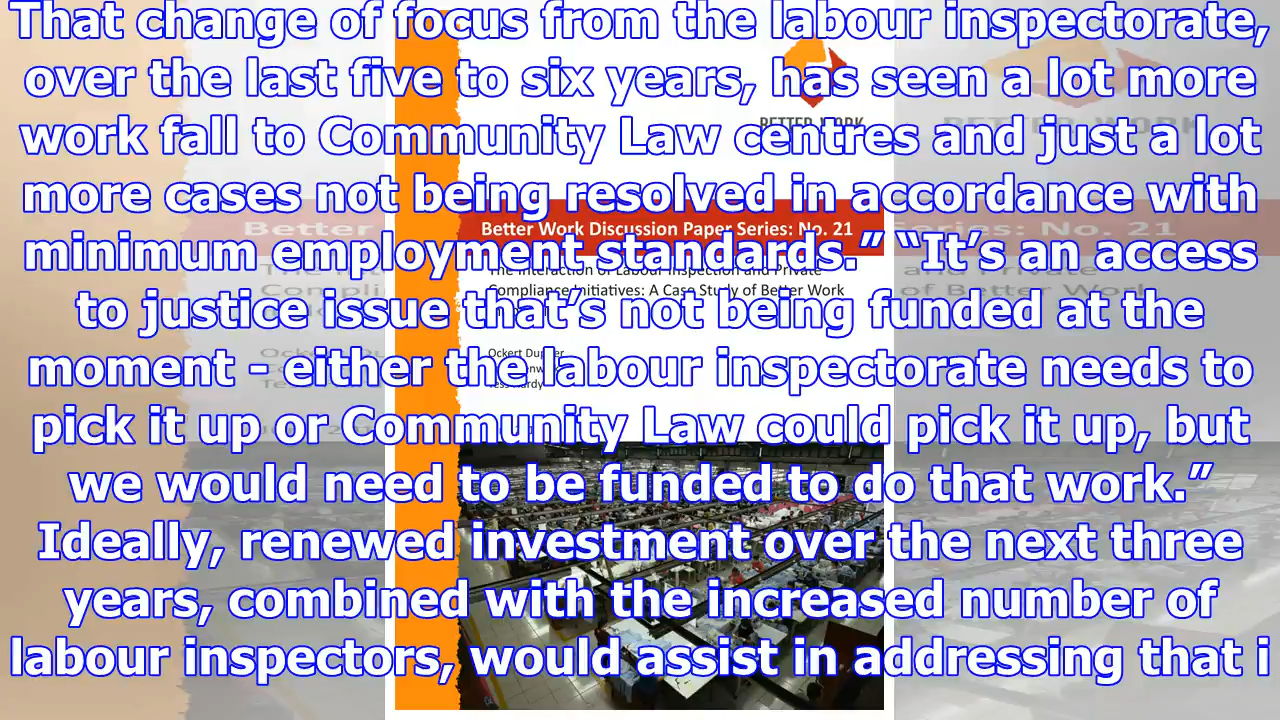 That change of focus from the labour inspectorate,
over the last five to six years, has seen a lot more
work fall to Community Law centres and just a lot
more cases not being resolved in accordance with
minimum employment standards.” “It’s an access
to justice issue that’s not being funded at the
moment - either the labour inspectorate needs to
pick it up or Community Law could pick it up, but
we would need to be funded to do that work.”
Ideally, renewed investment over the next three
years, combined with the increased number of
labour inspectors, would assist in addressing that i
BETTER WORK
Better Work Discussion Paper Series: No. 21
The Interaction of Labour Inspection and Private
Compliance Initiatives: A Case Study of Better Work
Ockert Dupper